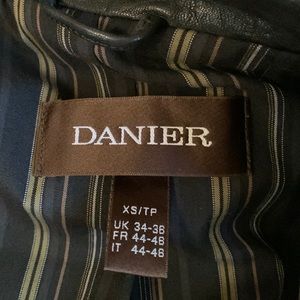 DANIER
XS/TP
UK 34-36
FR 44-46
IT 44-46